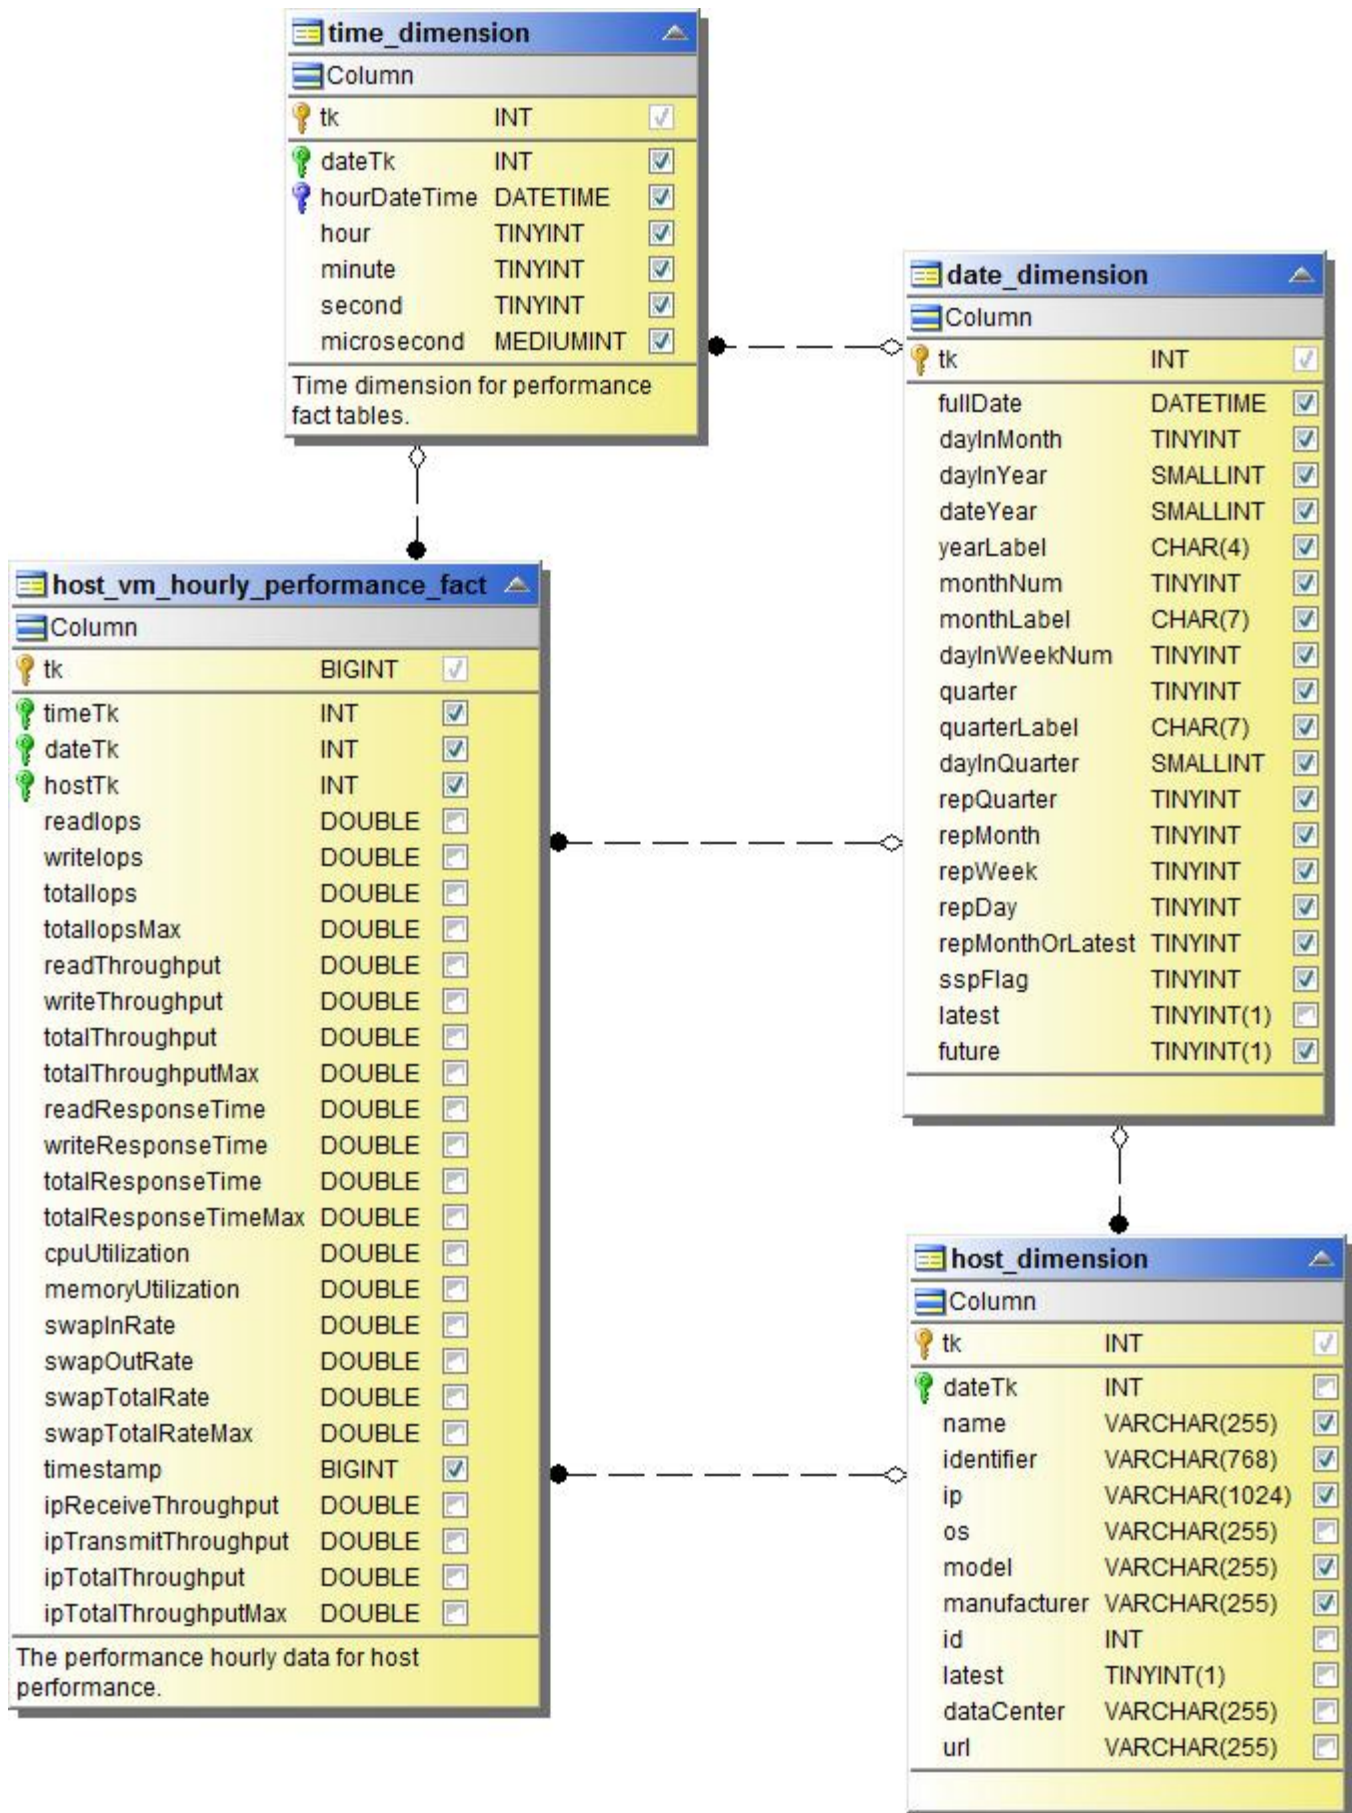 time_dimension
Column
tk INT
dateTk INT
hourDateTime DATETIME
hour TINYINT
minute TINYINT
second TINYINT
microsecond MEDIUMINT
Time dimension for performance
fact tables.
date_dimension
Column
tk INT
fullDate DATETIME
dayInMonth TINYINT
dayInYear SMALLINT
dateYear SMALLINT
yearLabel CHAR(4)
monthNum TINYINT
monthLabel CHAR(7)
dayInWeekNum TINYINT
quarter TINYINT
quarterLabel CHAR(7)
dayInQuarter SMALLINT
repQuarter TINYINT
repMonth TINYINT
repWeek TINYINT
repDay TINYINT
repMonthOrLatest TINYINT
sspFlag TINYINT
latest TINYINT(1)
future TINYINT(1)
host_vm_hourly_performance_fact
Column
tk BIGINT
timeTk INT
dateTk INT
hostTk INT
readIops DOUBLE
writeIops DOUBLE
totalIops DOUBLE
totalIopsMax DOUBLE
readThroughput DOUBLE
writeThroughput DOUBLE
totalThroughput DOUBLE
totalThroughputMax DOUBLE
readResponseTime DOUBLE
writeResponseTime DOUBLE
totalResponseTime DOUBLE
totalResponseTimeMax DOUBLE
cpuUtilization DOUBLE
memoryUtilization DOUBLE
swapInRate DOUBLE
swapOutRate DOUBLE
swapTotalRate DOUBLE
swapTotalRateMax DOUBLE
timestamp BIGINT
ipReceiveThroughput DOUBLE
ipTransmitThroughput DOUBLE
ipTotalThroughput DOUBLE
ipTotalThroughputMax DOUBLE
The performance hourly data for host
performance.
host_dimension
Column
tk INT
dateTk INT
name VARCHAR(255)
identifier VARCHAR(768)
ip VARCHAR(1024)
os VARCHAR(255)
model VARCHAR(255)
manufacturer VARCHAR(255)
id INT
latest TINYINT(1)
dataCenter VARCHAR(255)
url VARCHAR(255)